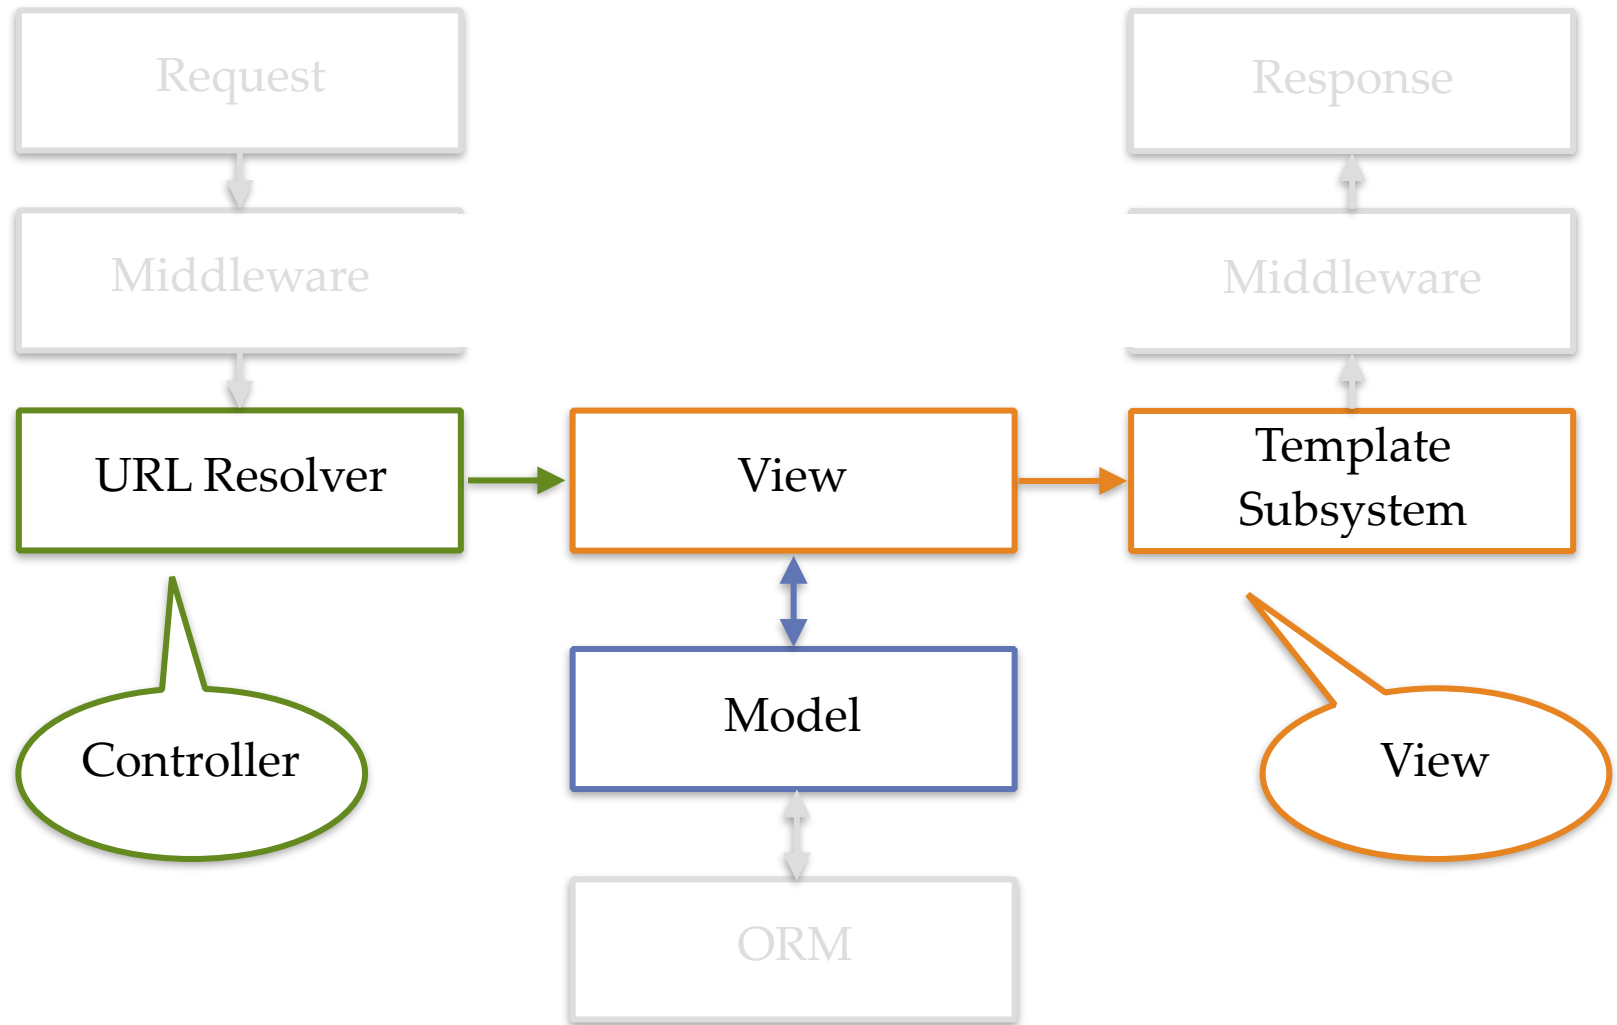 Request
Response
Middleware
Middleware
URL Resolver
View
Template
Subsystem
Model
Controller
View
ORM